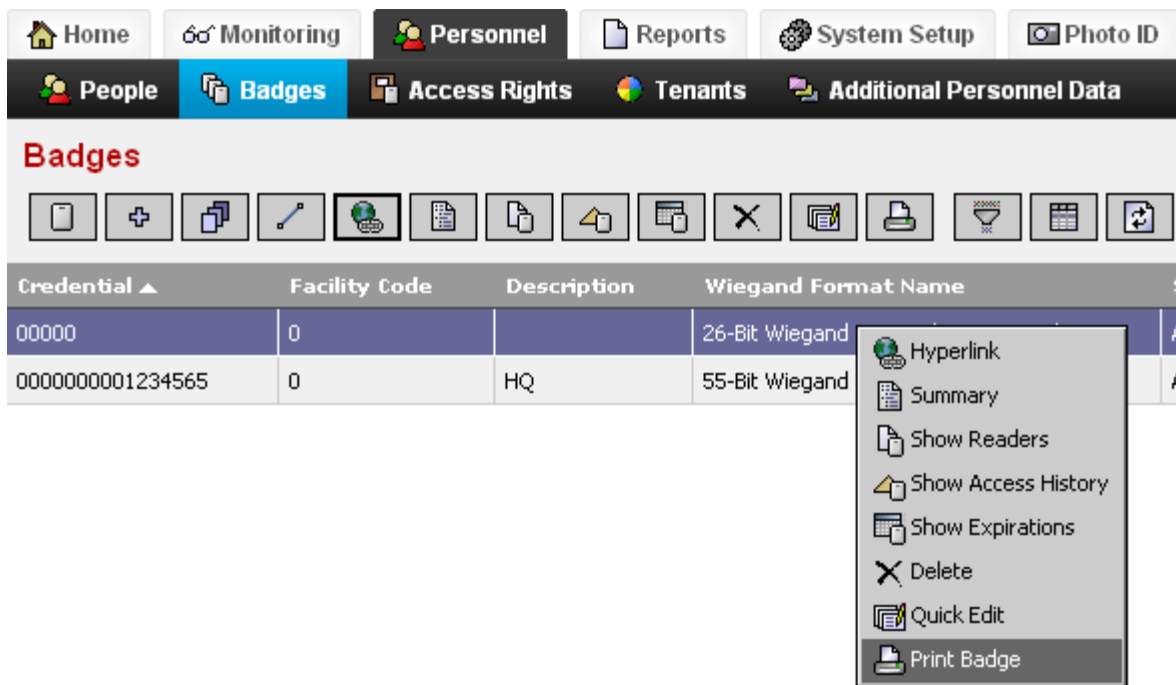 Home Monitoring Personnel Reports System Setup Photo ID
People Badges Access Rights Tenants Additional Personnel Data
Badges
Credential Facility Code Description Wiegand Format Name
00000 0 26-Bit Wiegand
0000000001234565 0 HQ 55-Bit Wiegand
Hyperlink
Summary
Show Readers
Show Access History
Show Expirations
Delete
Quick Edit
Print Badge